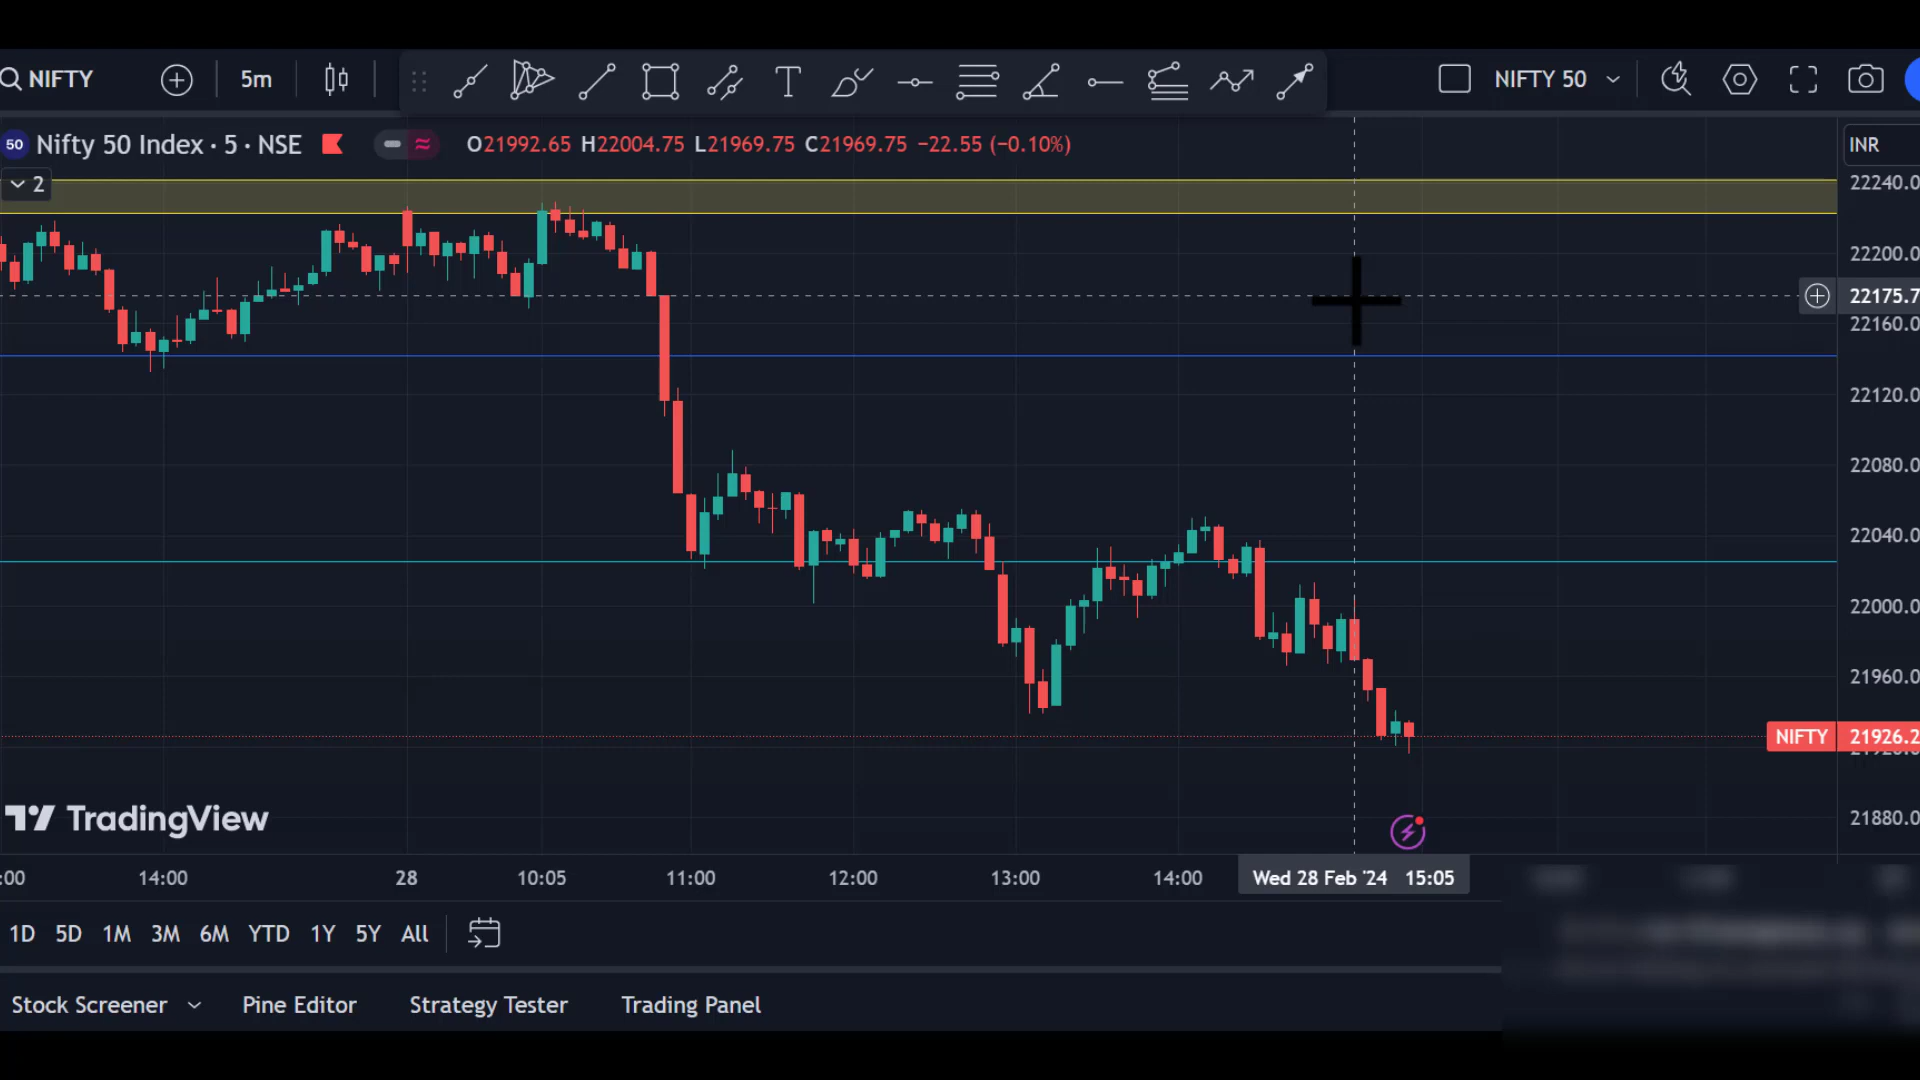 NIFTY 5m T NIFTY 50
50 Nifty 50 Index · 5 · NSE O21992.65 H22004.75 L21969.75 C21969.75 −22.55 (−0.10%) INR
2
22240.0
22200.0
22175.7
22160.0
22120.0
22080.0
22040.0
22000.0
21960.0
NIFTY 21926.2
21880.0
TradingView
:00 14:00 28 10:05 11:00 12:00 13:00 14:00 Wed 28 Feb '24 15:05
1D 5D 1M 3M 6M YTD 1Y 5Y All
Stock Screener Pine Editor Strategy Tester Trading Panel